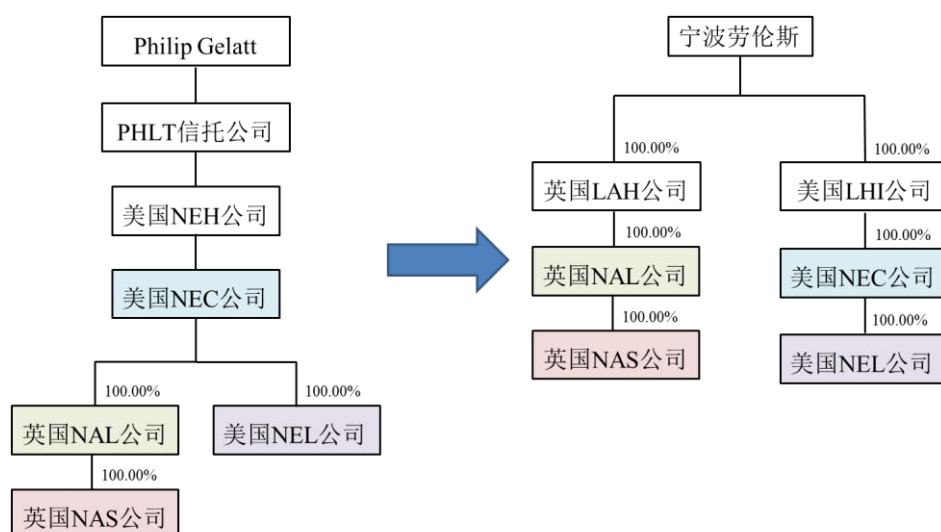 Philip Gelatt
PHLT信托公司
美国NEH公司
美国NEC公司
100.00%
100.00%
英国NAL公司
美国NEL公司
100.00%
英国NAS公司
宁波劳伦斯
100.00%
100.00%
英国LAH公司
美国LHI公司
100.00%
100.00%
英国NAL公司
美国NEC公司
100.00%
100.00%
英国NAS公司
美国NEL公司